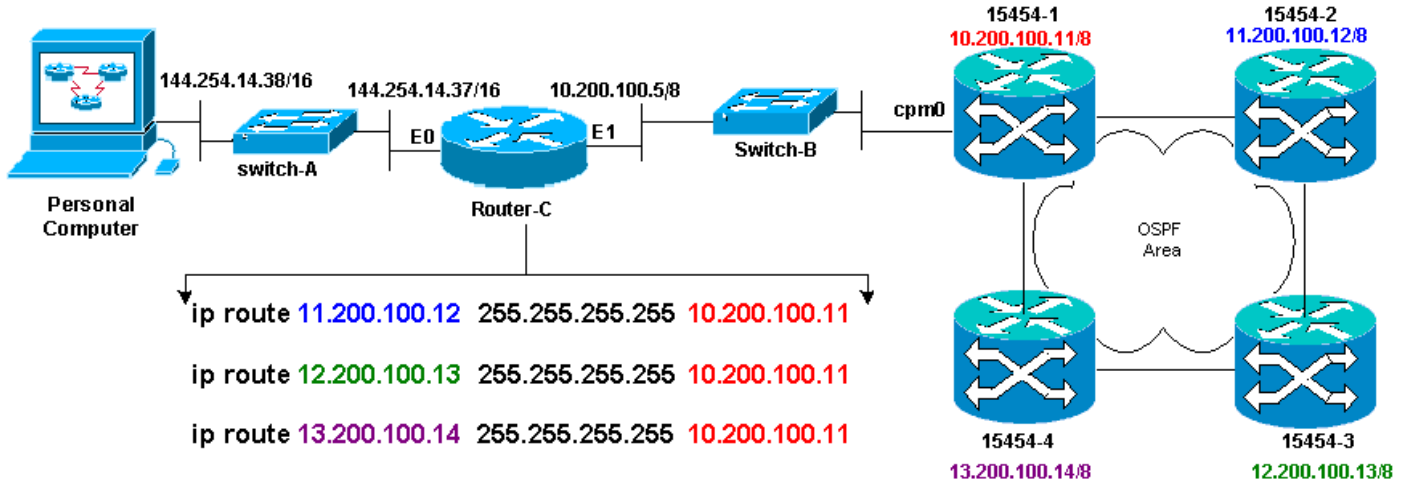 15454-1
10.200.100.11/8
15454-2
11.200.100.12/8
144.254.14.38/16
144.254.14.37/16
10.200.100.5/8
cpm0
E0
E1
switch-A
Switch-B
Router-C
Personal
Computer
OSPF
Area
ip route 11.200.100.12 255.255.255.255 10.200.100.11
ip route 12.200.100.13 255.255.255.255 10.200.100.11
ip route 13.200.100.14 255.255.255.255 10.200.100.11
15454-4
13.200.100.14/8
15454-3
12.200.100.13/8